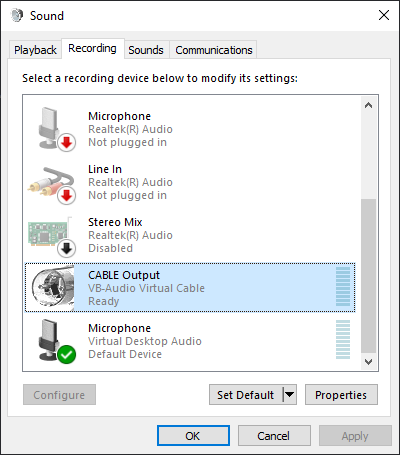 Sound
Playback Recording Sounds Communications
Select a recording device below to modify its settings:
Microphone
Realtek(R) Audio
Not plugged in
Line In
Realtek(R) Audio
Not plugged in
Stereo Mix
Realtek(R) Audio
Disabled
CABLE Output
VB-Audio Virtual Cable
Ready
Microphone
Virtual Desktop Audio
Default Device
Configure Set Default Properties
OK Cancel Apply